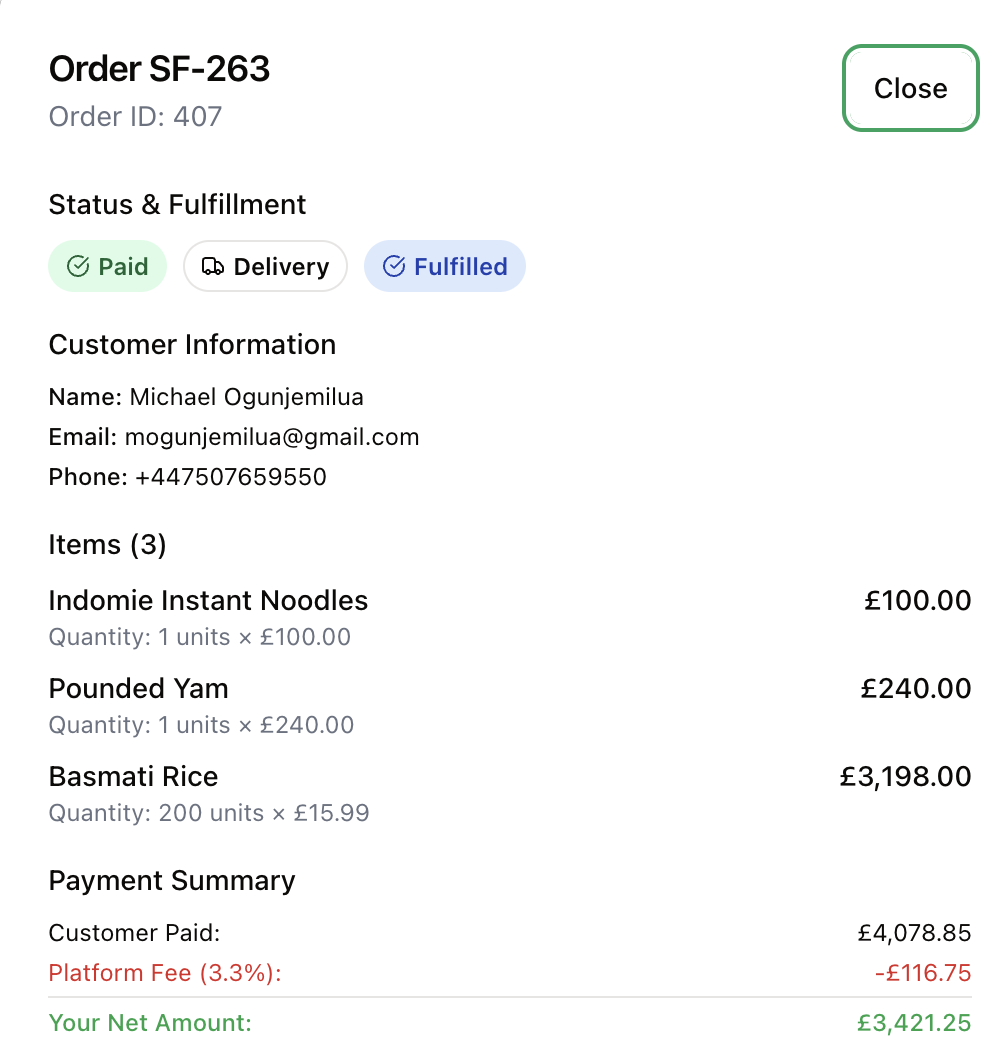 Order SF-263
Close
Order ID: 407
Status & Fulfillment
Paid
Delivery
Fulfilled
Customer Information
Name: Michael Ogunjemilua
Email: mogunjemilua@gmail.com
Phone: +447507659550
Items (3)
Indomie Instant Noodles
£100.00
Quantity: 1 units × £100.00
Pounded Yam
£240.00
Quantity: 1 units × £240.00
Basmati Rice
£3,198.00
Quantity: 200 units × £15.99
Payment Summary
Customer Paid:
£4,078.85
Platform Fee (3.3%):
-£116.75
Your Net Amount:
£3,421.25